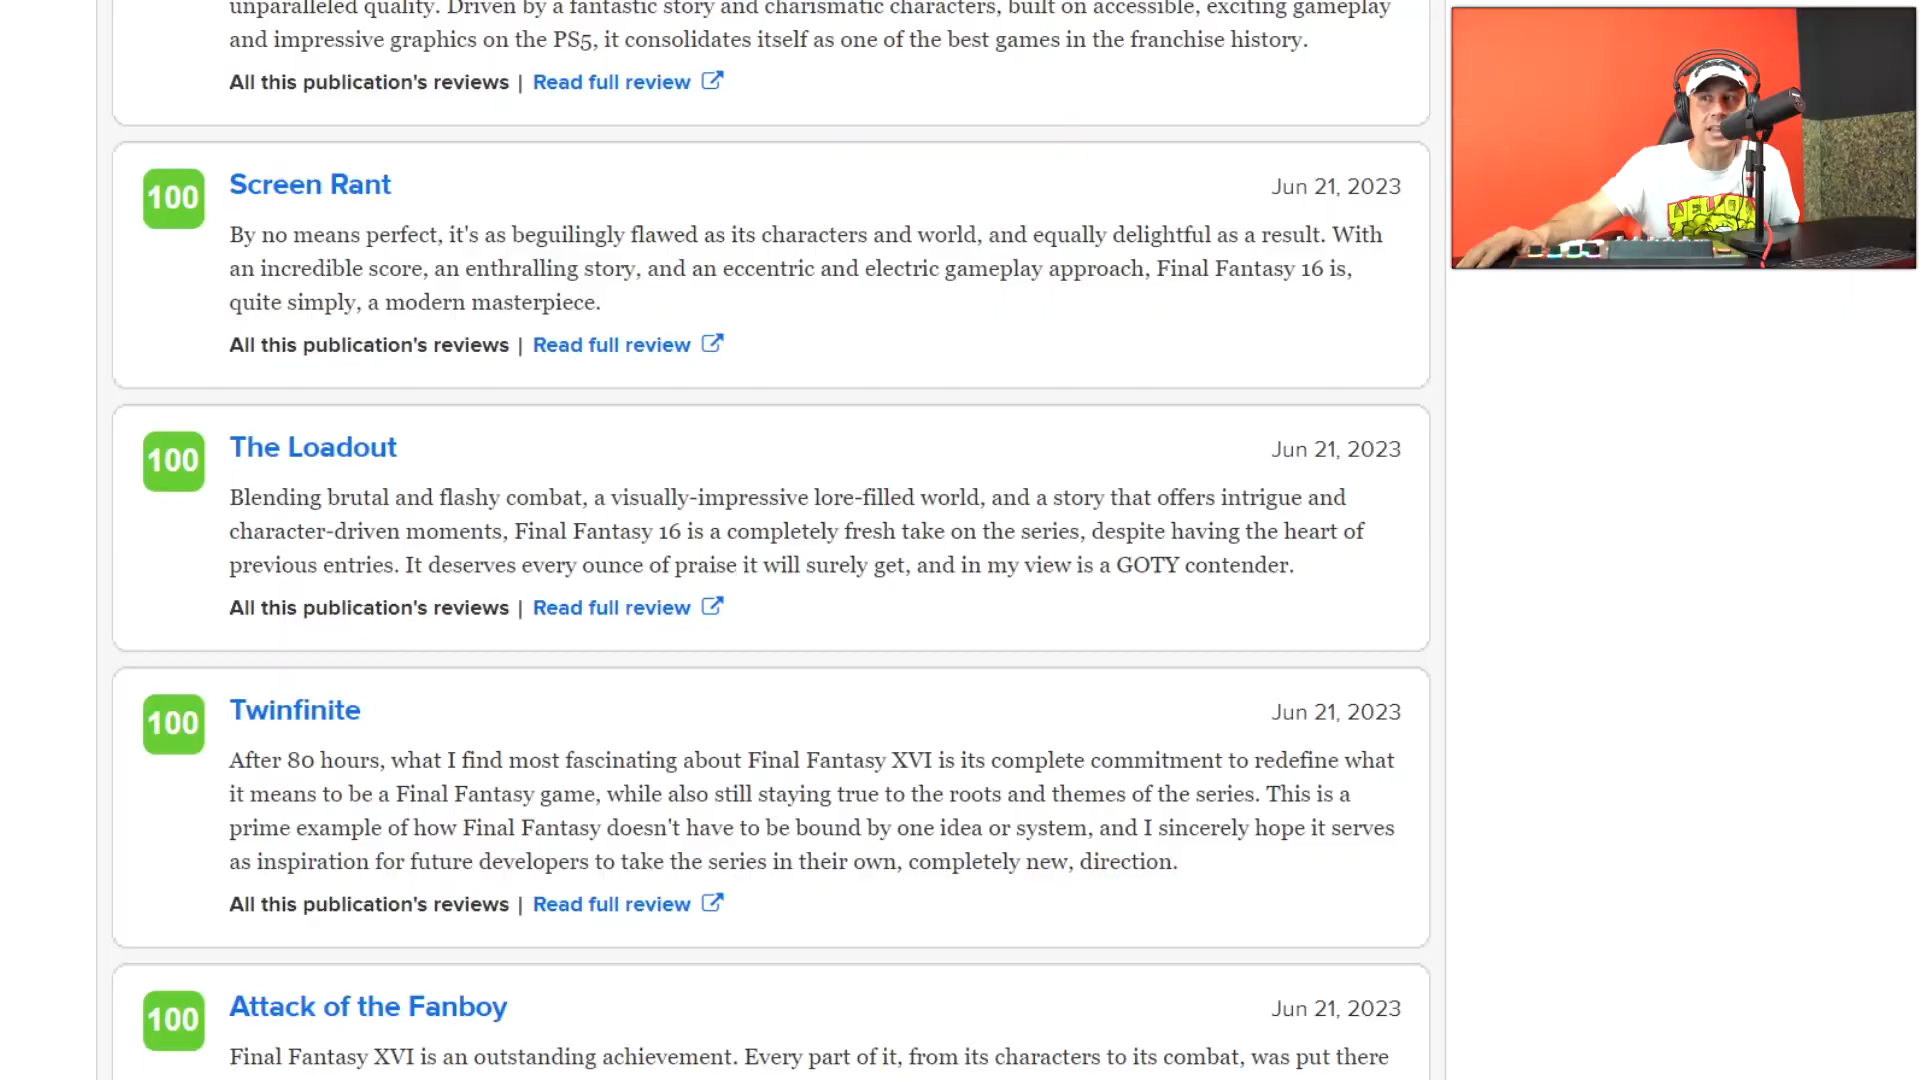 unparalleled quality. Driven by a fantastic story and charismatic characters, built on accessible, exciting gameplay
and impressive graphics on the PS5, it consolidates itself as one of the best games in the franchise history.
All this publication's reviews | Read full review
100
Screen Rant
Jun 21, 2023
By no means perfect, it's as beguilingly flawed as its characters and world, and equally delightful as a result. With
an incredible score, an enthralling story, and an eccentric and electric gameplay approach, Final Fantasy 16 is,
quite simply, a modern masterpiece.
All this publication's reviews | Read full review
100
The Loadout
Jun 21, 2023
Blending brutal and flashy combat, a visually-impressive lore-filled world, and a story that offers intrigue and
character-driven moments, Final Fantasy 16 is a completely fresh take on the series, despite having the heart of
previous entries. It deserves every ounce of praise it will surely get, and in my view is a GOTY contender.
All this publication's reviews | Read full review
100
Twinfinite
Jun 21, 2023
After 80 hours, what I find most fascinating about Final Fantasy XVI is its complete commitment to redefine what
it means to be a Final Fantasy game, while also still staying true to the roots and themes of the series. This is a
prime example of how Final Fantasy doesn't have to be bound by one idea or system, and I sincerely hope it serves
as inspiration for future developers to take the series in their own, completely new, direction.
All this publication's reviews | Read full review
100
Attack of the Fanboy
Jun 21, 2023
Final Fantasy XVI is an outstanding achievement. Every part of it, from its characters to its combat, was put there